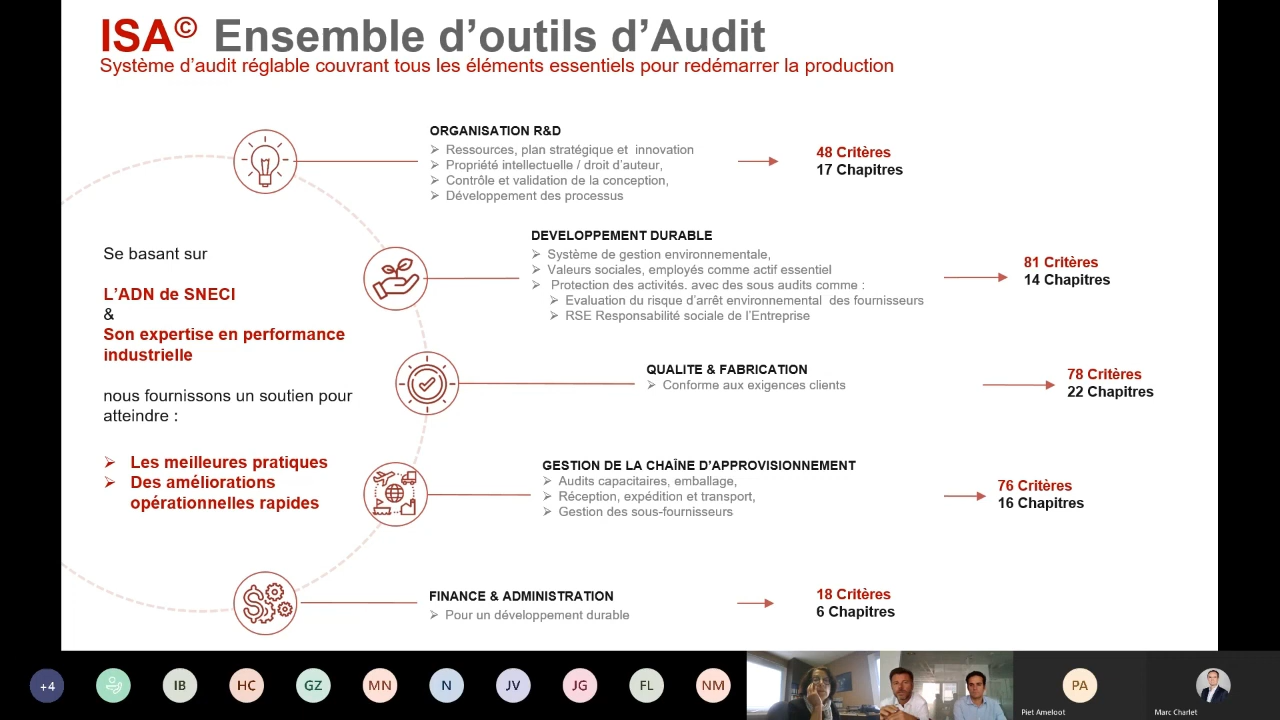 ISA© Ensemble d’outils d’Audit
Système d’audit réglable couvrant tous les éléments essentiels pour redémarrer la production
ORGANISATION R&D
Ressources, plan stratégique et innovation
Propriété intellectuelle / droit d’auteur,
Contrôle et validation de la conception,
Développement des processus
48 Critères
17 Chapitres
DEVELOPPEMENT DURABLE
Système de gestion environnementale,
Valeurs sociales, employés comme actif essentiel
Protection des activités. avec des sous audits comme :
Evaluation du risque d’arrêt environnemental des fournisseurs
RSE Responsabilité sociale de l’Entreprise
81 Critères
14 Chapitres
Se basant sur
L’ADN de SNECI
&
Son expertise en performance
industrielle
nous fournissons un soutien pour
atteindre :
Les meilleures pratiques
Des améliorations
opérationnelles rapides
QUALITE & FABRICATION
Conforme aux exigences clients
78 Critères
22 Chapitres
GESTION DE LA CHAÎNE D’APPROVISIONNEMENT
Audits capacitaires, emballage,
Réception, expédition et transport,
Gestion des sous-fournisseurs
76 Critères
16 Chapitres
FINANCE & ADMINISTRATION
Pour un développement durable
18 Critères
6 Chapitres
+4
IB
HC
GZ
MN
N
JV
JG
FL
NM
PA
Piet Ameloot
Marc Charlet